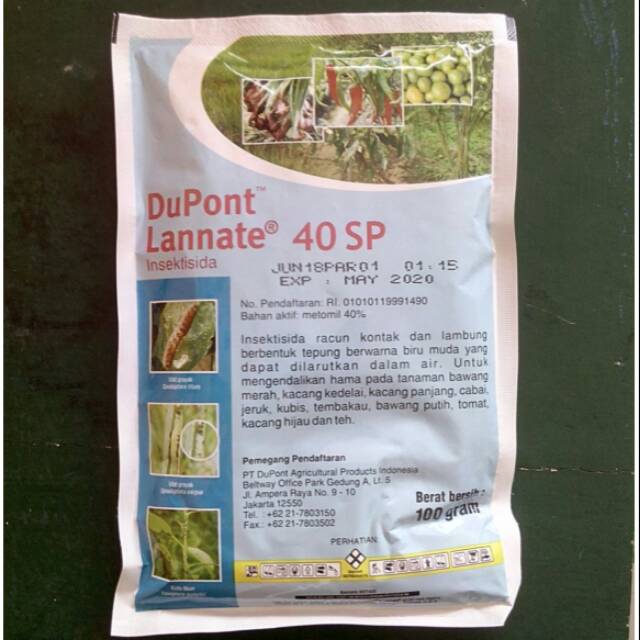 DuPont™
Lannate® 40 SP
Insektisida
JUN18PAR01 01:15
EXP : MAY 2020
No. Pendaftaran: RI. 01010119991490
Bahan aktif: metomil 40%
Insektisida racun kontak dan lambung
berbentuk tepung berwarna biru muda yang
dapat dilarutkan dalam air. Untuk
mengendalikan hama pada tanaman bawang
merah, kacang kedelai, kacang panjang, cabai,
jeruk, kubis, tembakau, bawang putih, tomat,
kacang hijau dan teh.
Ulat grayak
Ulat grayak
Pemegang Pendaftaran
PT DuPont Agricultural Products Indonesia
Beltway Office Park Gedung A, Lt. 5
Jl. Ampera Raya No. 9 - 10
Jakarta 12550
Tel. : +62 21-7803150
Fax.: +62 21-7803502
Berat bersih :
100 gram
PERHATIAN: